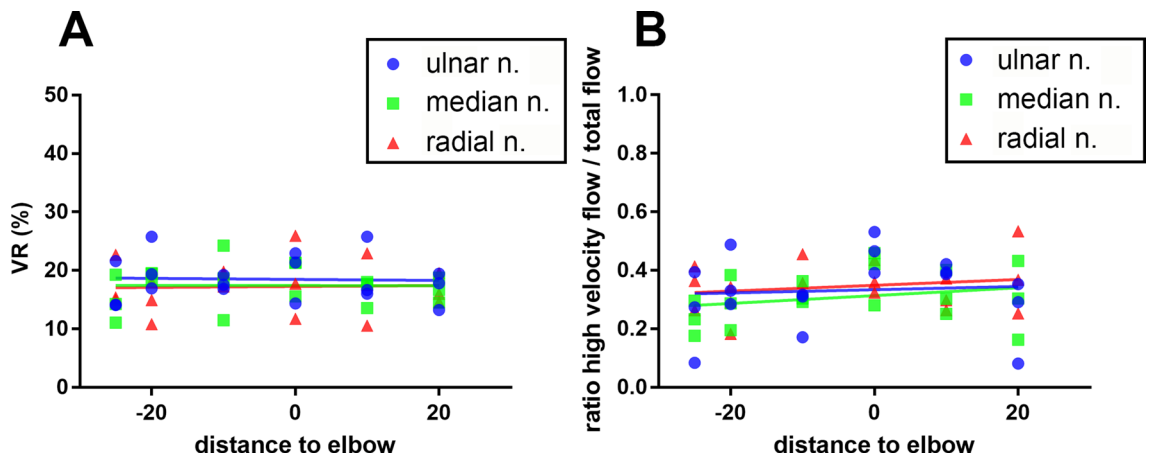 A
ulnar n.
median n.
radial n.
50
40
30
20
10
0
VR (%)
-20
0
20
distance to elbow
B
ulnar n.
median n.
radial n.
1.0
0.8
0.6
0.4
0.2
0.0
ratio high velocity flow / total flow
-20
0
20
distance to elbow